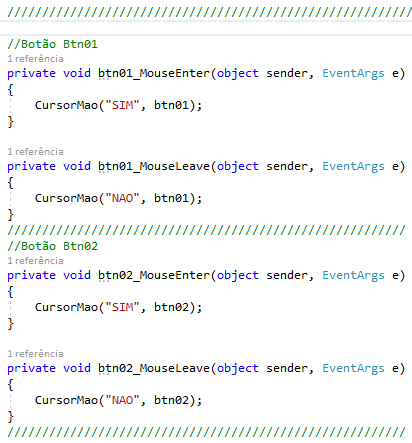 //////////////////////////////////////////////////////////
//Botão Btn01
1 referência
private void btn01_MouseEnter(object sender, EventArgs e)
{
CursorMao("SIM", btn01);
}
1 referência
private void btn01_MouseLeave(object sender, EventArgs e)
{
CursorMao("NAO", btn01);
}
/////////////////////////////////////////////////////////
//Botão Btn02
1 referência
private void btn02_MouseEnter(object sender, EventArgs e)
{
CursorMao("SIM", btn02);
}
1 referência
private void btn02_MouseLeave(object sender, EventArgs e)
{
CursorMao("NAO", btn02);
}
/////////////////////////////////////////////////////////